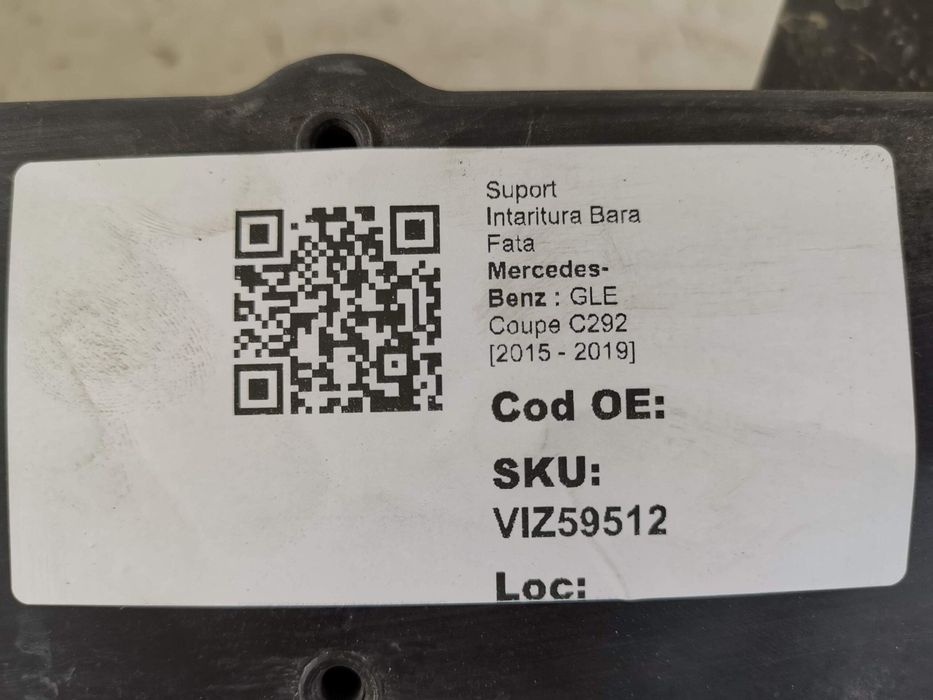 Suport
Intaritura Bara
Fata
Mercedes-
Benz : GLE
Coupe C292
[2015 - 2019]
Cod OE:
SKU:
VIZ59512
Loc: